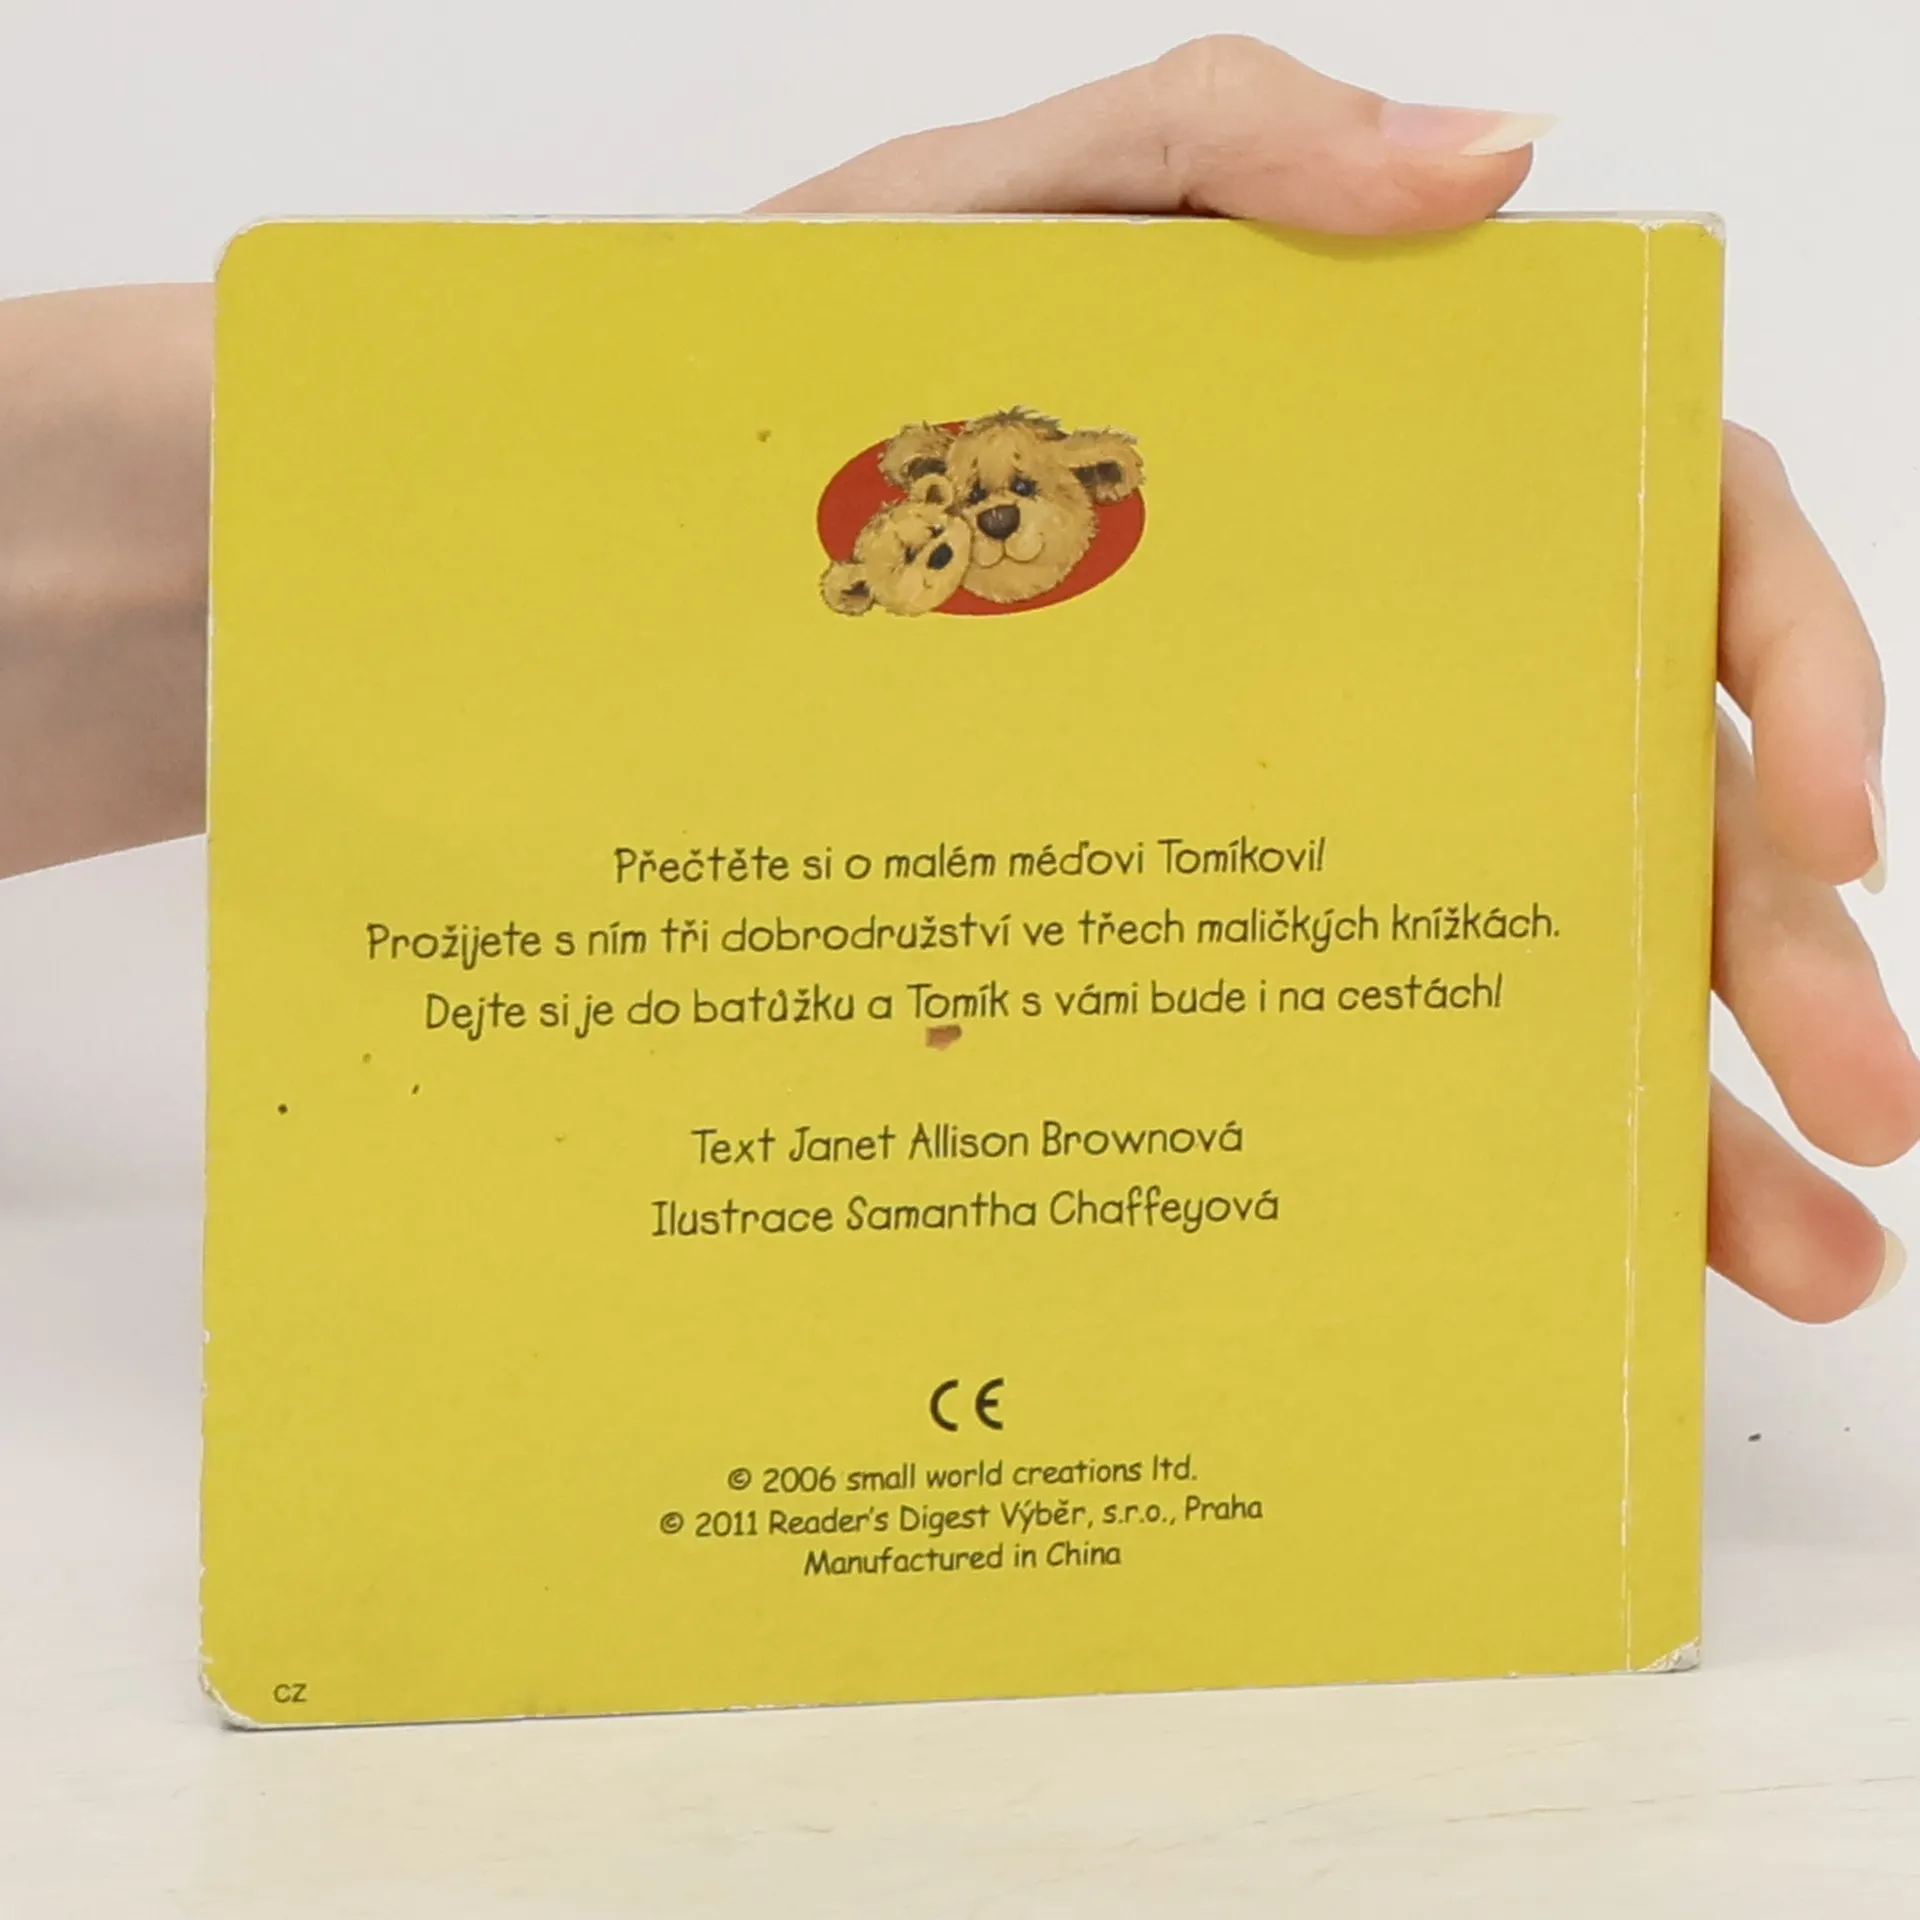 Přečtěte si o malém méďovi Tomíkovi!
Prožijete s ním tři dobrodružství ve třech maličkých knížkách.
Dejte si je do batůžku a Tomík s vámi bude i na cestách!
Text Janet Allison Brownová
Ilustrace Samantha Chaffeyová
CE
© 2006 small world creations ltd.
© 2011 Reader's Digest Výběr, s.r.o., Praha
Manufactured in China
CZ